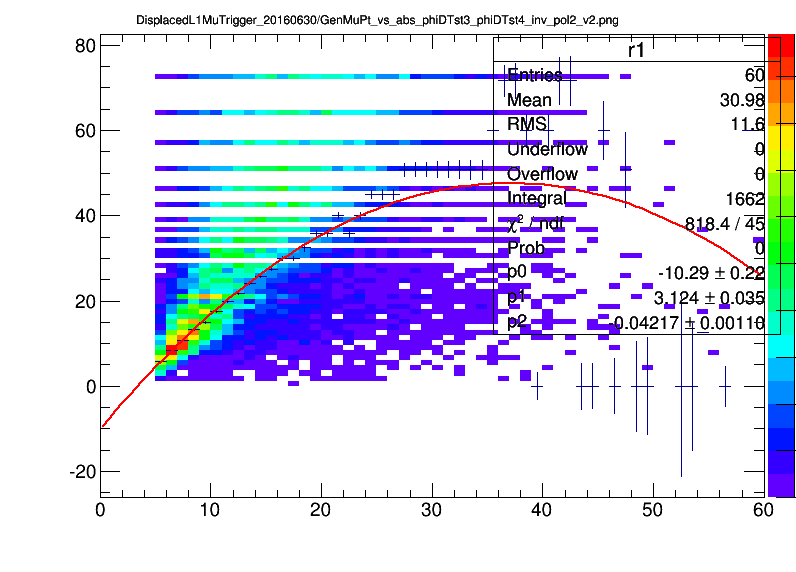 DisplacedL1MuTrigger_20160630/GenMuPt_vs_abs_phiDTst3_phiDTst4_inv_pol2_v2.png
80
60
40
20
0
-20
0 10 20 30 40 50 60
r1
Entries 60
Mean 30.98
RMS 11.6
Underflow 0
Overflow 0
Integral 1662
χ² / ndf 818.4 / 45
Prob 0
p0 -10.29 ± 0.22
p1 3.124 ± 0.035
p2 -0.04217 ± 0.00110